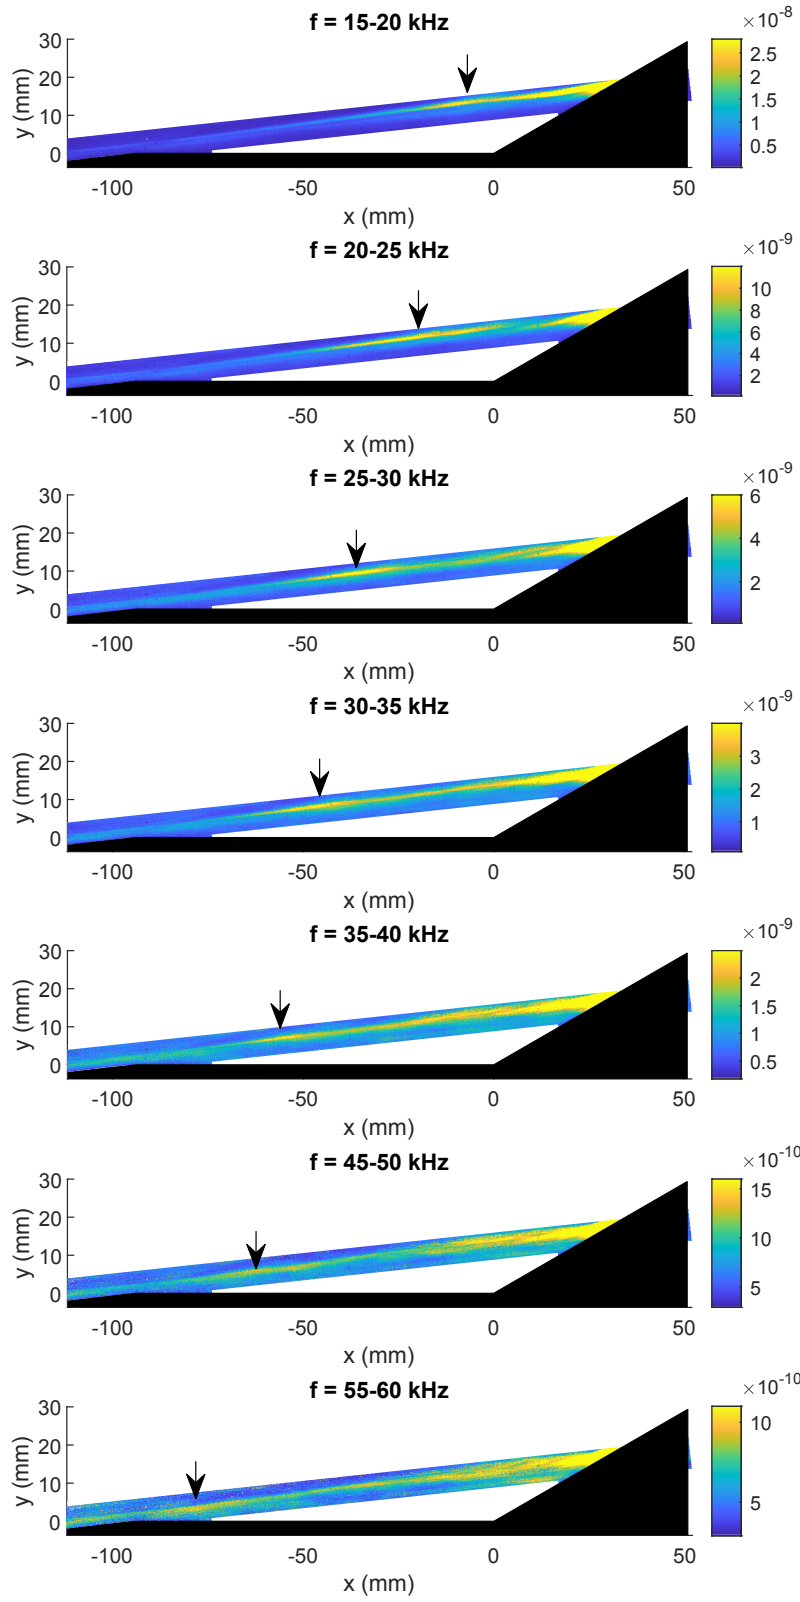 f = 15-20 kHz
×10-8
30
20
10
0
y (mm)
-100 -50 0 50
x (mm)
2.5
2
1.5
1
0.5
f = 20-25 kHz
×10-9
30
20
10
0
y (mm)
-100 -50 0 50
x (mm)
10
8
6
4
2
f = 25-30 kHz
×10-9
30
20
10
0
y (mm)
-100 -50 0 50
x (mm)
6
4
2
f = 30-35 kHz
×10-9
30
20
10
0
y (mm)
-100 -50 0 50
x (mm)
3
2
1
f = 35-40 kHz
×10-9
30
20
10
0
y (mm)
-100 -50 0 50
x (mm)
2
1.5
1
0.5
f = 45-50 kHz
×10-10
30
20
10
0
y (mm)
-100 -50 0 50
x (mm)
15
10
5
f = 55-60 kHz
×10-10
30
20
10
0
y (mm)
-100 -50 0 50
x (mm)
10
5